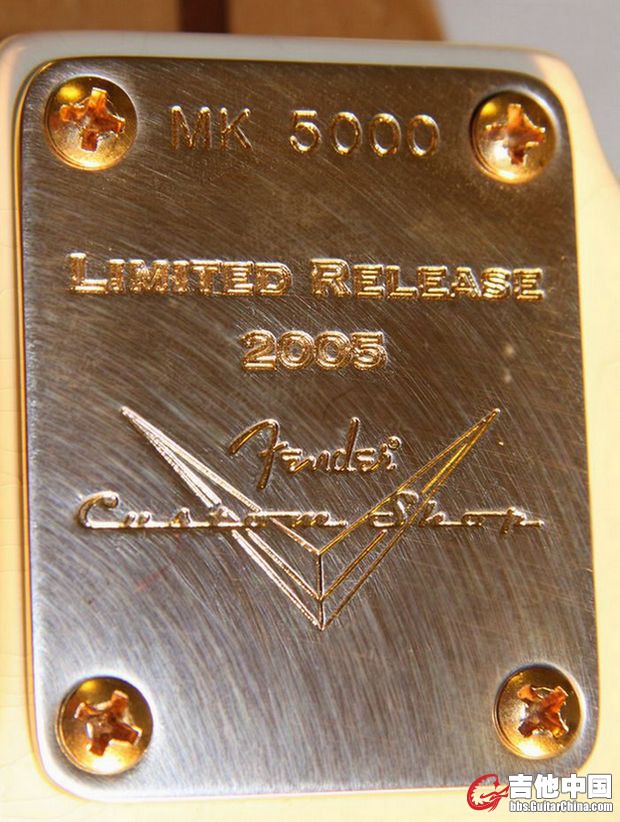 MK 5000
LIMITED RELEASE
2005
Fender®
Custom Shop
吉他中国
bbs.GuitarChina.com